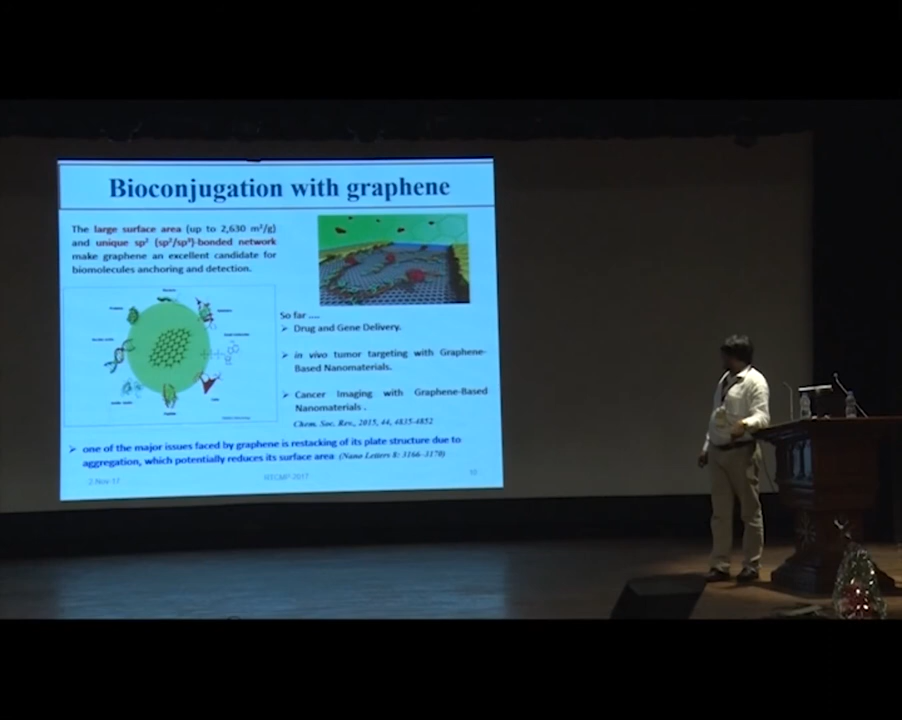 Bioconjugation with graphene
The large surface area (up to 2,630 m²/g)
and unique sp² (sp²/sp³)-bonded network
make graphene an excellent candidate for
biomolecules anchoring and detection.
So far ....
➢ Drug and Gene Delivery.
➢ in vivo tumor targeting with Graphene-
Based Nanomaterials.
➢ Cancer Imaging with Graphene-Based
Nanomaterials .
Chem. Soc. Rev., 2015, 44, 4835-4852
➢ one of the major issues faced by graphene is restacking of its plate structure due to
aggregation, which potentially reduces its surface area (Nano Letters 8: 3166–3170)
2-Nov-17
10